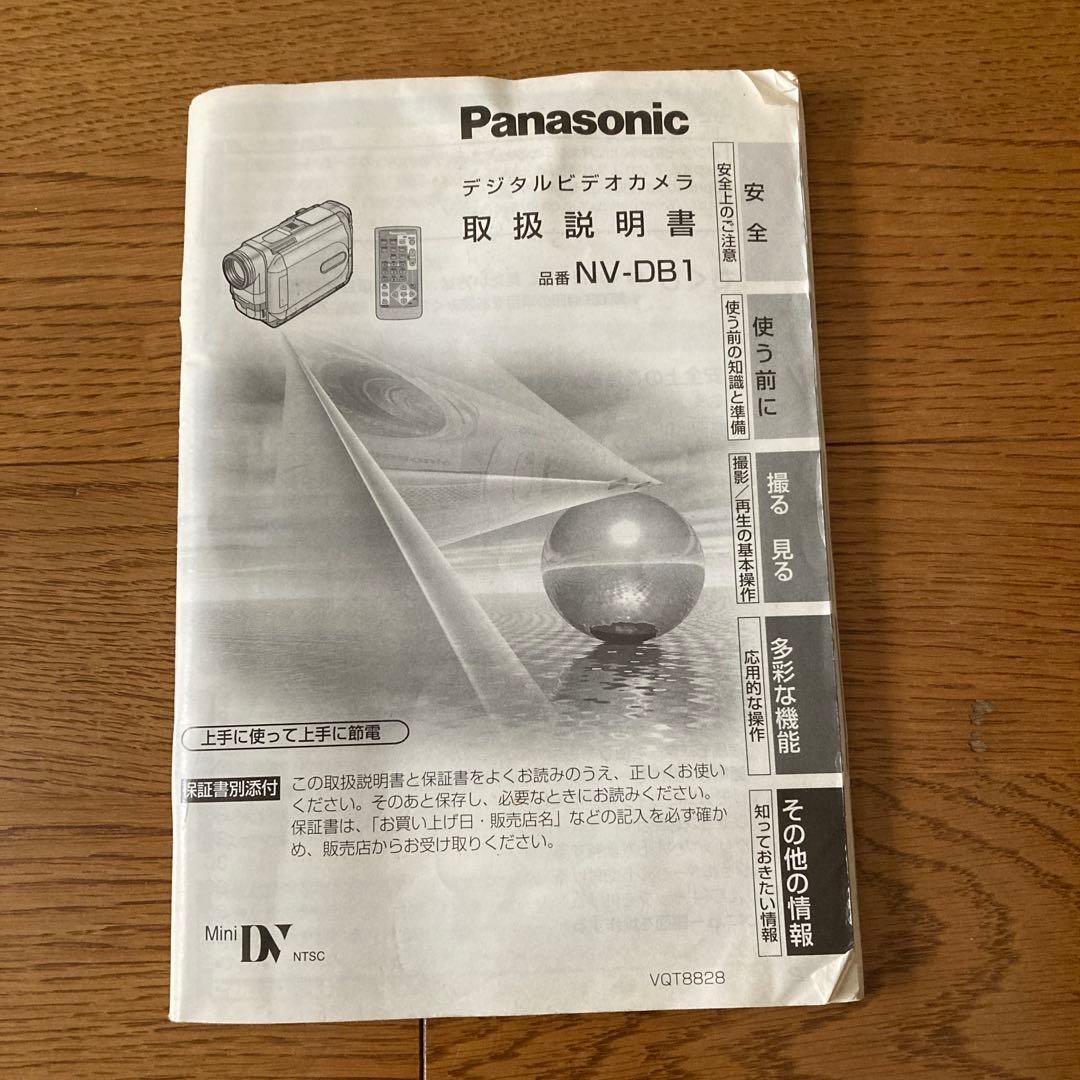 Panasonic
デジタルビデオカメラ
取扱説明書
品番 NV-DB1
安全
安全上のご注意
使う前に
使う前の知識と準備
撮る 見る
撮影/再生の基本操作
多彩な機能
応用的な操作
その他の情報
知っておきたい情報
上手に使って上手に節電
保証書別添付
この取扱説明書と保証書をよくお読みのうえ、正しくお使い
ください。そのあと保存し、必要なときにお読みください。
保証書は、「お買い上げ日・販売店名」などの記入を必ず確か
め、販売店からお受け取りください。
Mini DV NTSC
VQT8828